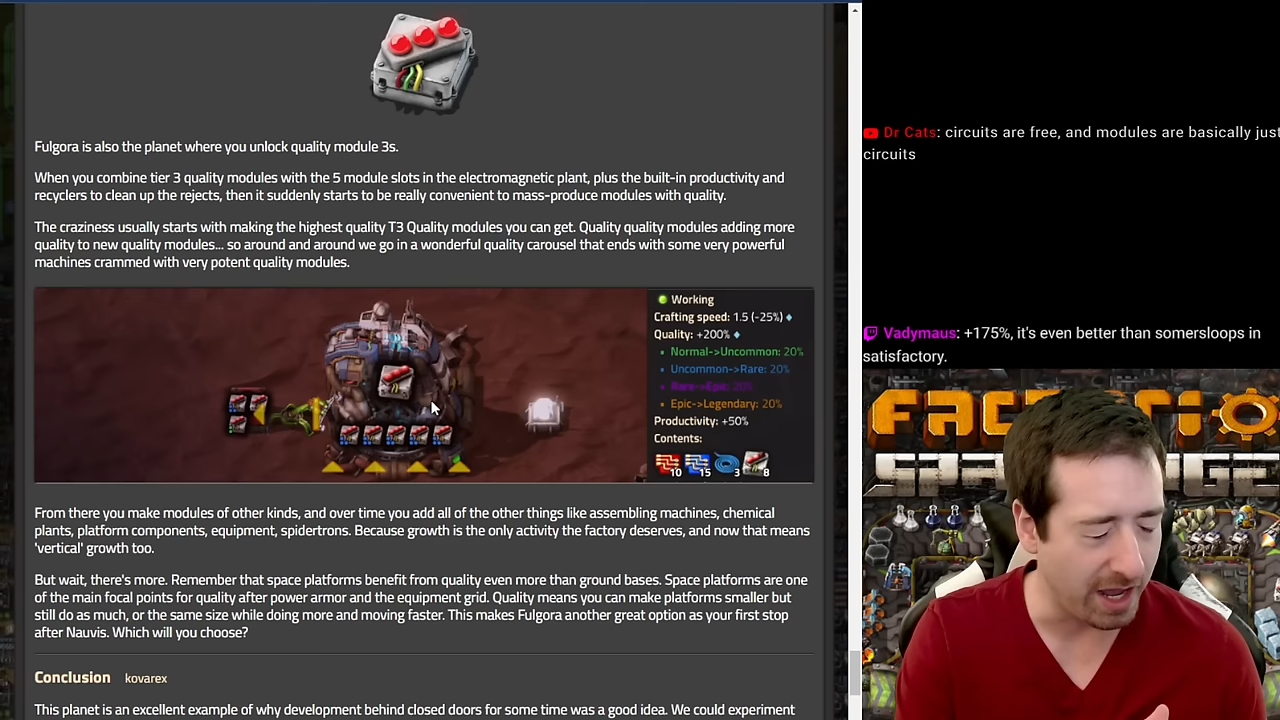 Fulgora is also the planet where you unlock quality module 3s.
When you combine tier 3 quality modules with the 5 module slots in the electromagnetic plant, plus the built-in productivity and
recyclers to clean up the rejects, then it suddenly starts to be really convenient to mass-produce modules with quality.
The craziness usually starts with making the highest quality T3 Quality modules you can get. Quality quality modules adding more
quality to new quality modules... so around and around we go in a wonderful quality carousel that ends with some very powerful
machines crammed with very potent quality modules.
Working
Crafting speed: 1.5 (-25%)
Quality: +200%
• Normal->Uncommon: 20%
• Uncommon->Rare: 20%
• Rare->Epic: 20%
• Epic->Legendary: 20%
Productivity: +50%
Contents:
10 15 3 8
From there you make modules of other kinds, and over time you add all of the other things like assembling machines, chemical
plants, platform components, equipment, spidertrons. Because growth is the only activity the factory deserves, and now that means
'vertical' growth too.
But wait, there's more. Remember that space platforms benefit from quality even more than ground bases. Space platforms are one
of the main focal points for quality after power armor and the equipment grid. Quality means you can make platforms smaller but
still do as much, or the same size while doing more and moving faster. This makes Fulgora another great option as your first stop
after Nauvis. Which will you choose?
Conclusion kovarex
This planet is an excellent example of why development behind closed doors for some time was a good idea. We could experiment
Dr Cats: circuits are free, and modules are basically just
circuits
Vadymaus: +175%, it's even better than somersloops in
satisfactory.
FACTORIO